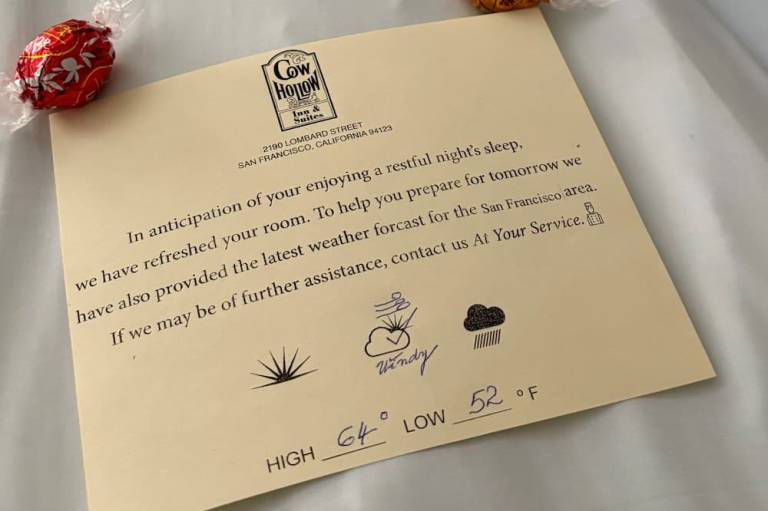 Cow
Hollow
Inn &
Suites
2190 LOMBARD STREET
SAN FRANCISCO, CALIFORNIA 94123
In anticipation of your enjoying a restful night's sleep,
we have refreshed your room. To help you prepare for tomorrow we
have also provided the latest weather forcast for the San Francisco area.
If we may be of further assistance, contact us At Your Service.
Windy
HIGH 64° LOW 52 °F